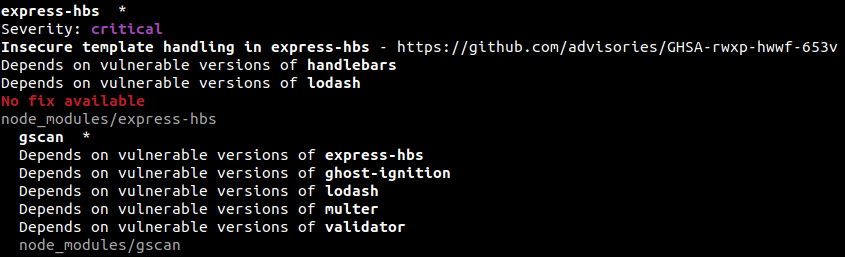 express-hbs  *
Severity: critical
Insecure template handling in express-hbs - https://github.com/advisories/GHSA-rwxp-hwwf-653v
Depends on vulnerable versions of handlebars
Depends on vulnerable versions of lodash
No fix available
node_modules/express-hbs
  gscan  *
  Depends on vulnerable versions of express-hbs
  Depends on vulnerable versions of ghost-ignition
  Depends on vulnerable versions of lodash
  Depends on vulnerable versions of multer
  Depends on vulnerable versions of validator
  node_modules/gscan